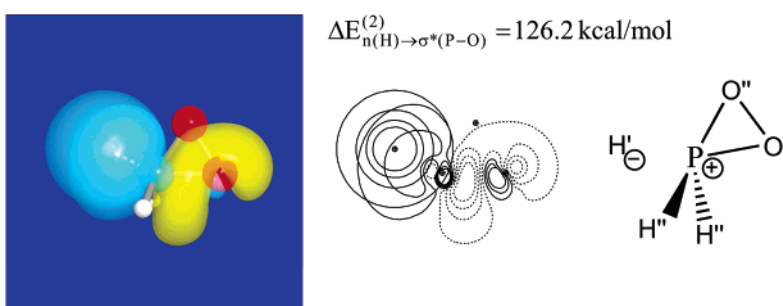 ΔE⁽²⁾n(H)→σ*(P−O) = 126.2 kcal/mol
O''
H' ⊖ P ⊕ O'
H'' H''